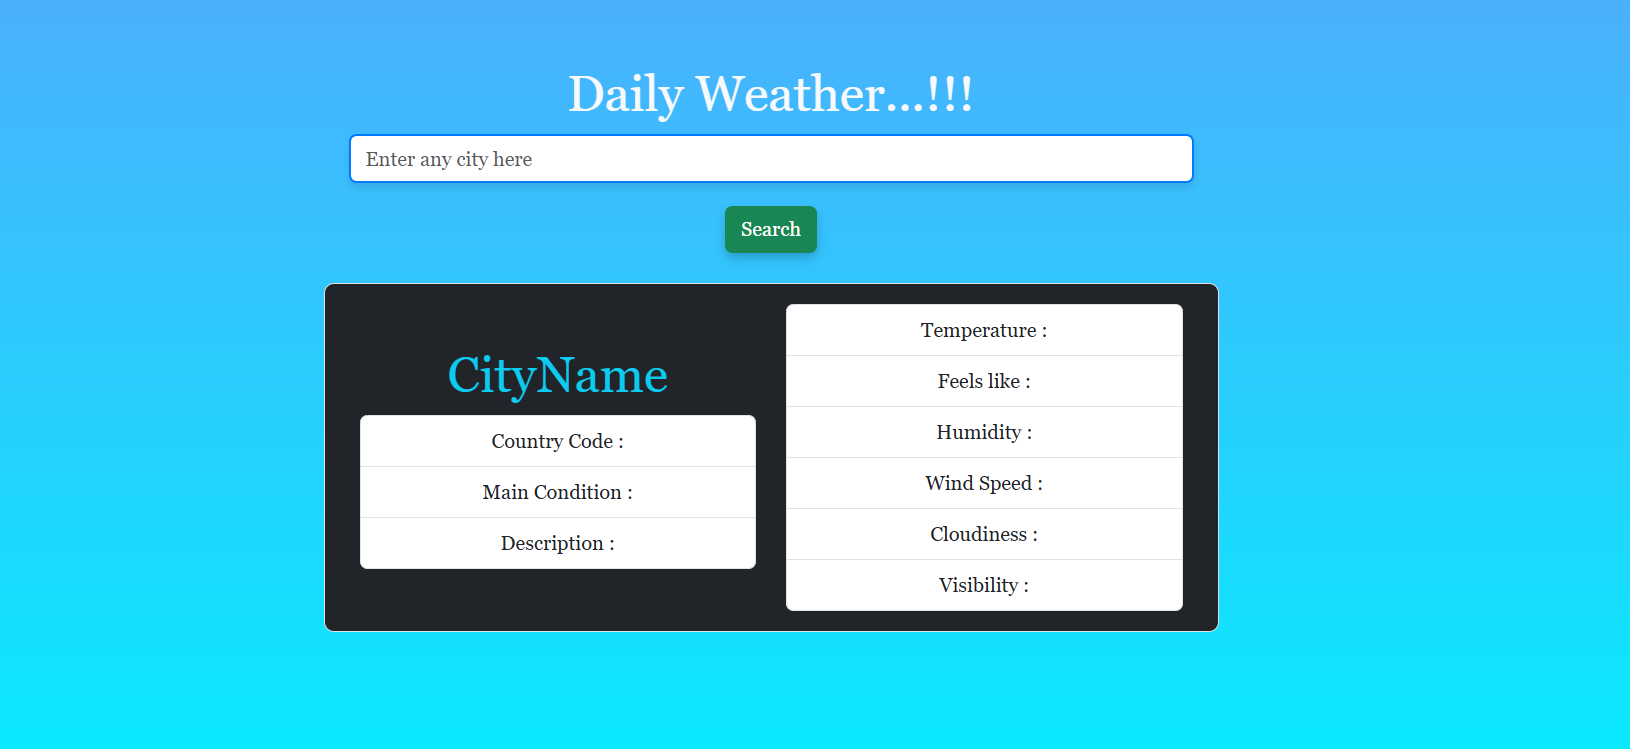 Daily Weather...!!!
Enter any city here
Search
CityName
Country Code :
Main Condition :
Description :
Temperature :
Feels like :
Humidity :
Wind Speed :
Cloudiness :
Visibility :